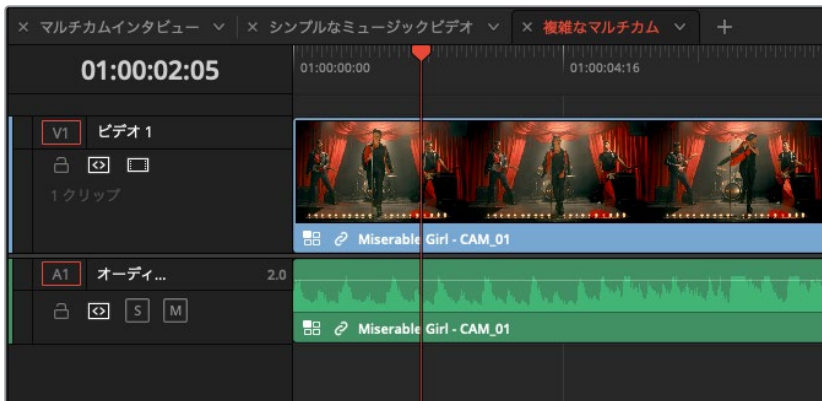 × マルチカムインタビュー × シンプルなミュージックビデオ × 複雑なマルチカム +
01:00:02:05 01:00:00:00 01:00:04:16
V1 ビデオ 1
1 クリップ
Miserable Girl - CAM_01
A1 オーディ... 2.0
S M
Miserable Girl - CAM_01